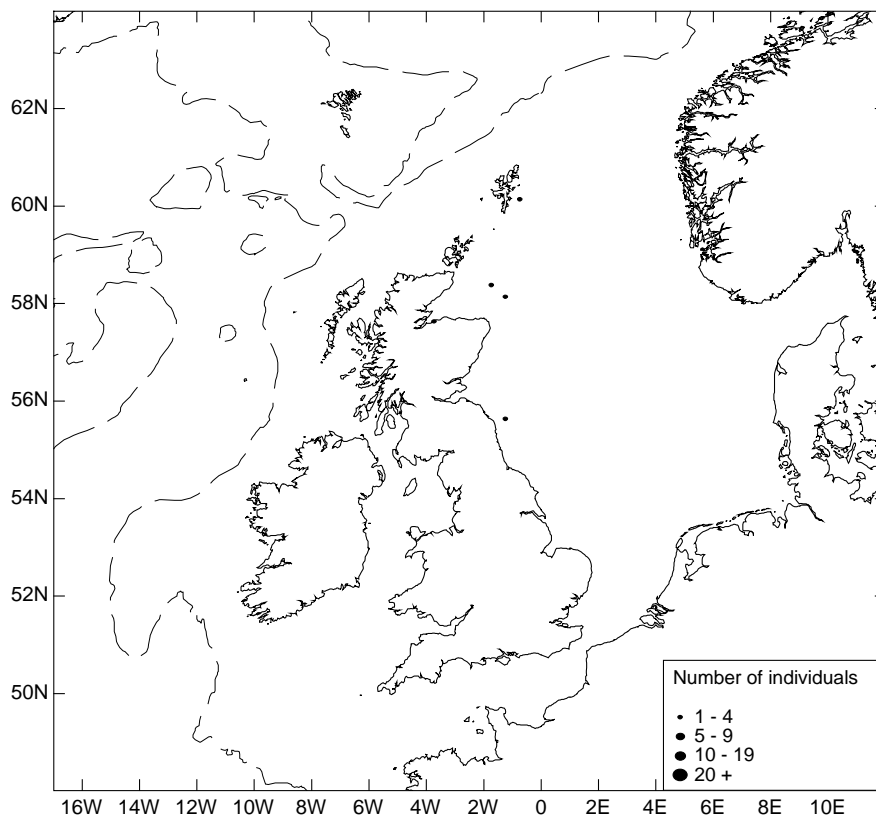 62N
60N
58N
56N
54N
52N
50N
Number of individuals
1 - 4
5 - 9
10 - 19
20 +
16W 14W 12W 10W 8W 6W 4W 2W 0 2E 4E 6E 8E 10E